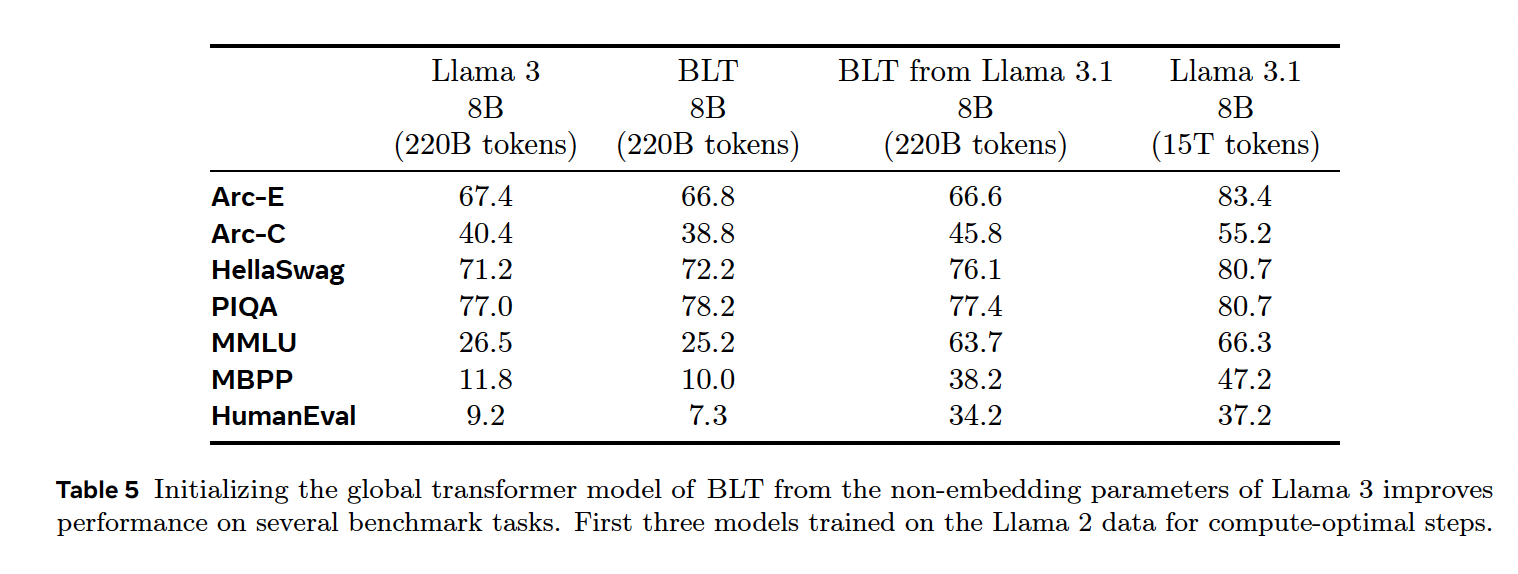 Llama 3 BLT BLT from Llama 3.1 Llama 3.1
8B 8B 8B 8B
(220B tokens) (220B tokens) (220B tokens) (15T tokens)
Arc-E 67.4 66.8 66.6 83.4
Arc-C 40.4 38.8 45.8 55.2
HellaSwag 71.2 72.2 76.1 80.7
PIQA 77.0 78.2 77.4 80.7
MMLU 26.5 25.2 63.7 66.3
MBPP 11.8 10.0 38.2 47.2
HumanEval 9.2 7.3 34.2 37.2
Table 5 Initializing the global transformer model of BLT from the non-embedding parameters of Llama 3 improves
performance on several benchmark tasks. First three models trained on the Llama 2 data for compute-optimal steps.